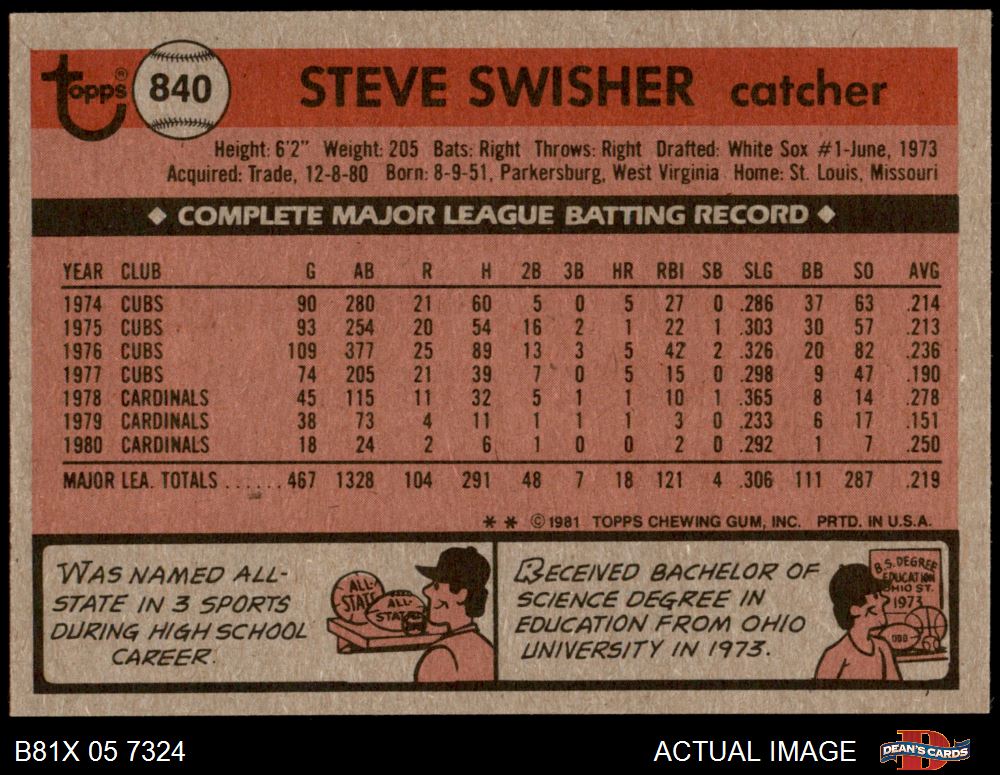 topps® 840 STEVE SWISHER catcher
Height: 6'2" Weight: 205 Bats: Right Throws: Right Drafted: White Sox #1-June, 1973
Acquired: Trade, 12-8-80 Born: 8-9-51, Parkersburg, West Virginia Home: St. Louis, Missouri
◆ COMPLETE MAJOR LEAGUE BATTING RECORD ◆
YEAR CLUB G AB R H 2B 3B HR RBI SB SLG BB SO AVG
1974 CUBS 90 280 21 60 5 0 5 27 0 .286 37 63 .214
1975 CUBS 93 254 20 54 16 2 1 22 1 .303 30 57 .213
1976 CUBS 109 377 25 89 13 3 5 42 2 .326 20 82 .236
1977 CUBS 74 205 21 39 7 0 5 15 0 .298 9 47 .190
1978 CARDINALS 45 115 11 32 5 1 1 10 1 .365 8 14 .278
1979 CARDINALS 38 73 4 11 1 1 1 3 0 .233 6 17 .151
1980 CARDINALS 18 24 2 6 1 0 0 2 0 .292 1 7 .250
MAJOR LEA. TOTALS ...... 467 1328 104 291 48 7 18 121 4 .306 111 287 .219
* * ©1981 TOPPS CHEWING GUM, INC. PRTD. IN U.S.A.
WAS NAMED ALL-
STATE IN 3 SPORTS
DURING HIGH SCHOOL
CAREER.
ALL-
STATE
ALL-
STATE
RECEIVED BACHELOR OF
SCIENCE DEGREE IN
EDUCATION FROM OHIO
UNIVERSITY IN 1973.
B.S. DEGREE
EDUCATION
OHIO ST.
1973
B81X 05 7324 ACTUAL IMAGE DEAN'S CARDS